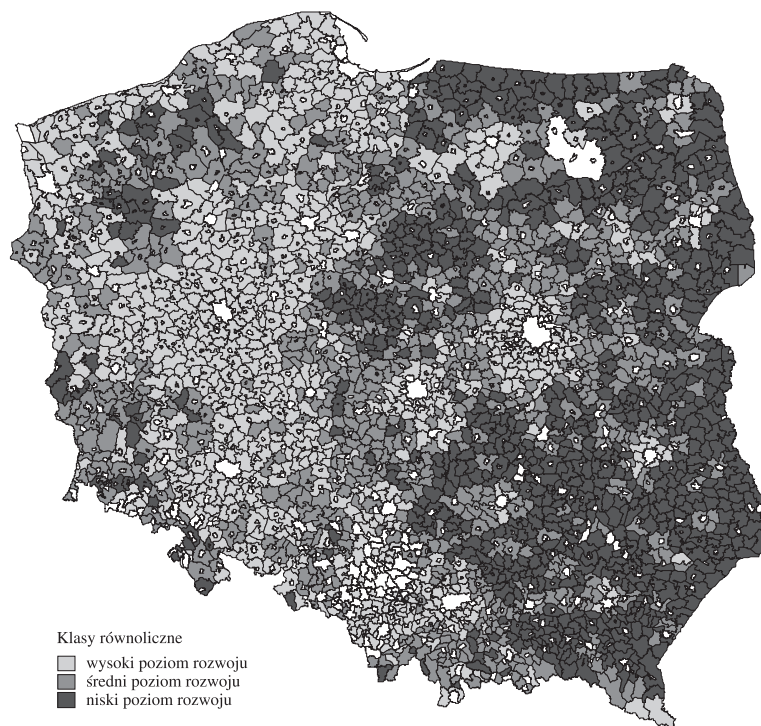 Klasy równoliczne
wysoki poziom rozwoju
średni poziom rozwoju
niski poziom rozwoju